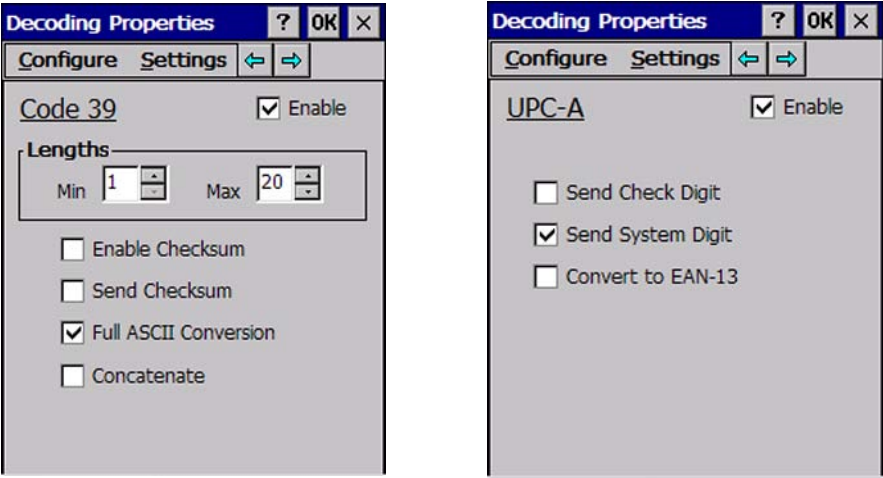 Decoding Properties ? OK ×
Configure Settings
Code 39 Enable
Lengths
Min 1 Max 20
Enable Checksum
Send Checksum
Full ASCII Conversion
Concatenate
Decoding Properties ? OK ×
Configure Settings
UPC-A Enable
Send Check Digit
Send System Digit
Convert to EAN-13